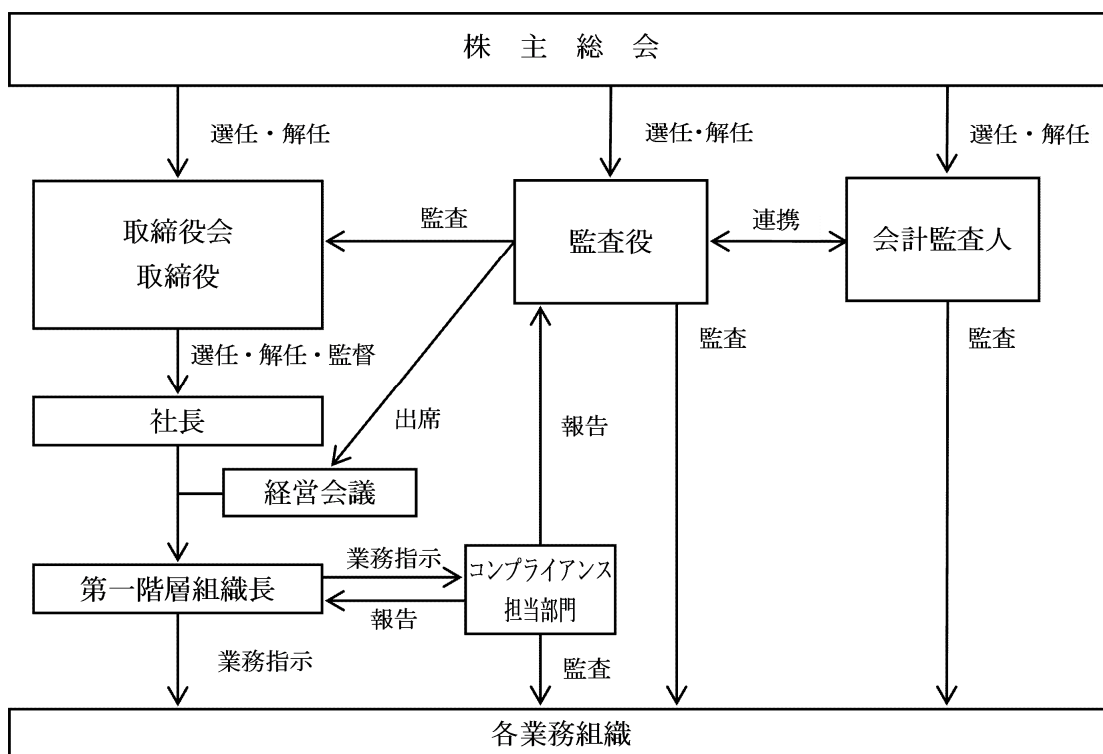 株主総会
選任・解任
選任・解任
選任・解任
取締役会
取締役
監査
監査役
連携
会計監査人
選任・解任・監督
監査
監査
社長
出席
報告
経営会議
業務指示
コンプライアンス
担当部門
第一階層組織長
報告
業務指示
監査
各業務組織